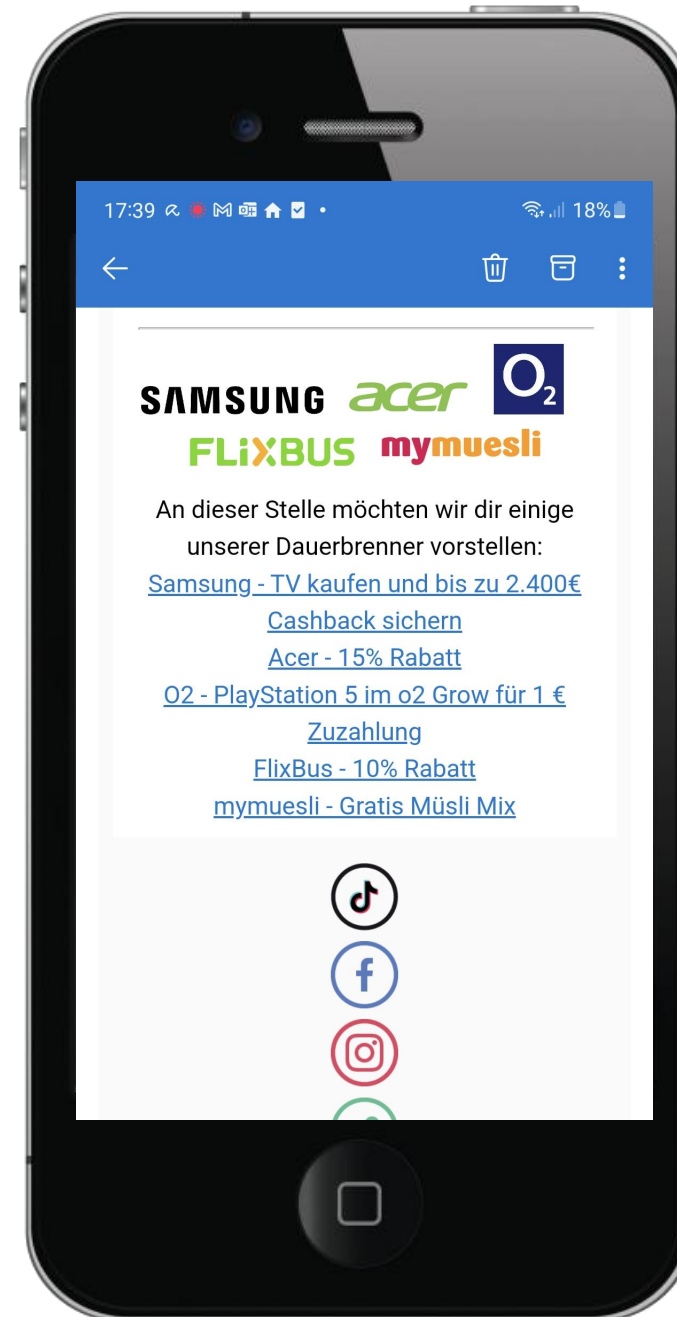 17:39
18%
SAMSUNG acer O2
FLiXBUS mymuesli
An dieser Stelle möchten wir dir einige
unserer Dauerbrenner vorstellen:
Samsung - TV kaufen und bis zu 2.400€
Cashback sichern
Acer - 15% Rabatt
O2 - PlayStation 5 im o2 Grow für 1 €
Zuzahlung
FlixBus - 10% Rabatt
mymuesli - Gratis Müsli Mix